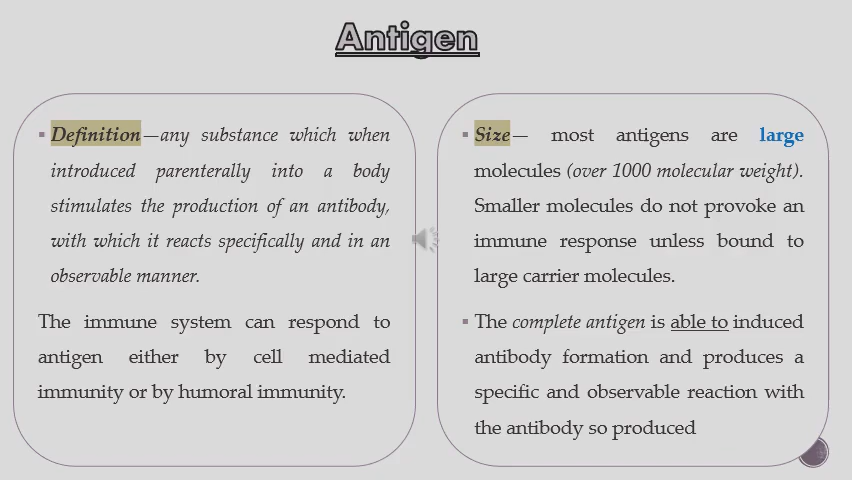 Antigen
▪ Definition—any substance which when
introduced parenterally into a body
stimulates the production of an antibody,
with which it reacts specifically and in an
observable manner.
The immune system can respond to
antigen either by cell mediated
immunity or by humoral immunity.
▪ Size— most antigens are large
molecules (over 1000 molecular weight).
Smaller molecules do not provoke an
immune response unless bound to
large carrier molecules.
▪ The complete antigen is able to induced
antibody formation and produces a
specific and observable reaction with
the antibody so produced